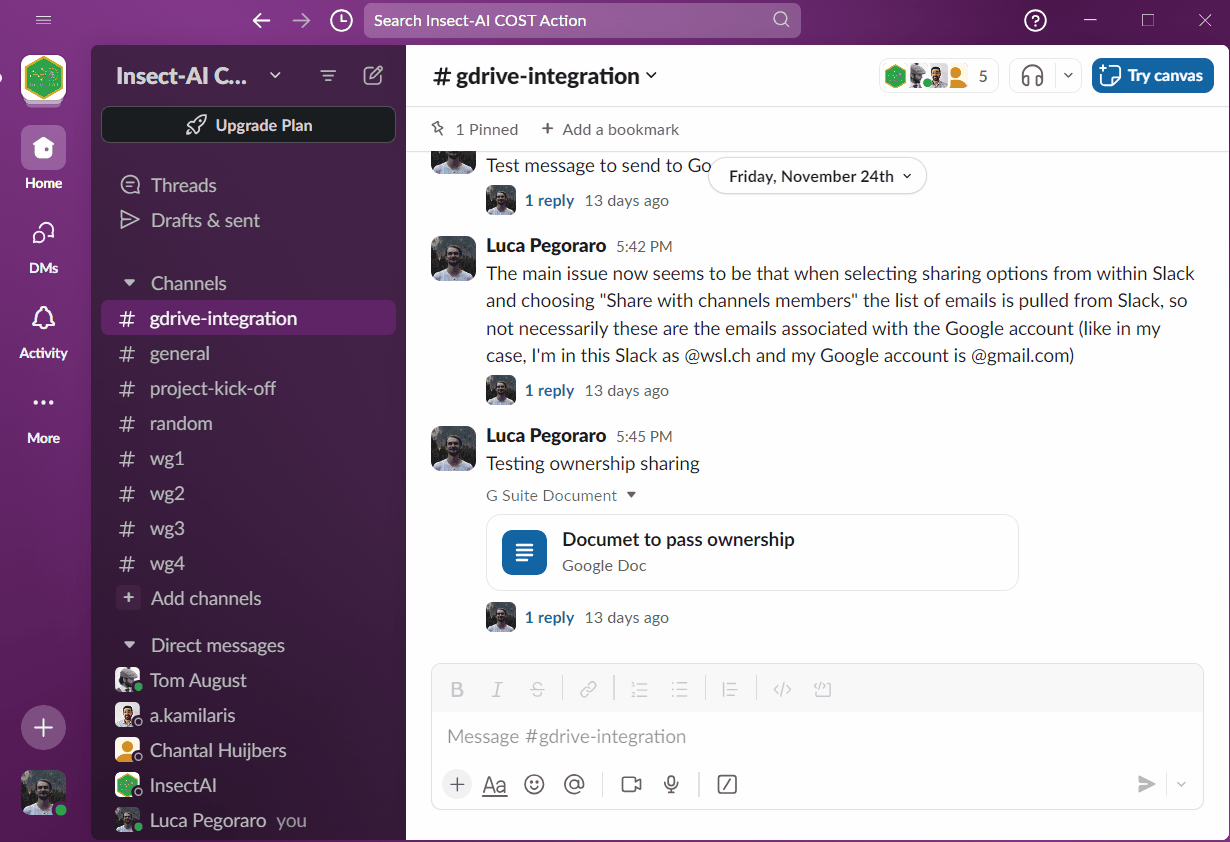 Search Insect-AI COST Action
Insect-AI C...
Upgrade Plan
Home
DMs
Activity
More
Threads
Drafts & sent
Channels
# gdrive-integration
# general
# project-kick-off
# random
# wg1
# wg2
# wg3
# wg4
+ Add channels
Direct messages
Tom August
a.kamilaris
Chantal Huijbers
InsectAI
Luca Pegoraro you
# gdrive-integration
5
Try canvas
1 Pinned + Add a bookmark
Test message to send to Go
Friday, November 24th
1 reply 13 days ago
Luca Pegoraro 5:42 PM
The main issue now seems to be that when selecting sharing options from within Slack
and choosing "Share with channels members" the list of emails is pulled from Slack, so
not necessarily these are the emails associated with the Google account (like in my
case, I'm in this Slack as @wsl.ch and my Google account is @gmail.com)
1 reply 13 days ago
Luca Pegoraro 5:45 PM
Testing ownership sharing
G Suite Document
Documet to pass ownership
Google Doc
1 reply 13 days ago
B I S
Message #gdrive-integration
+ Aa @